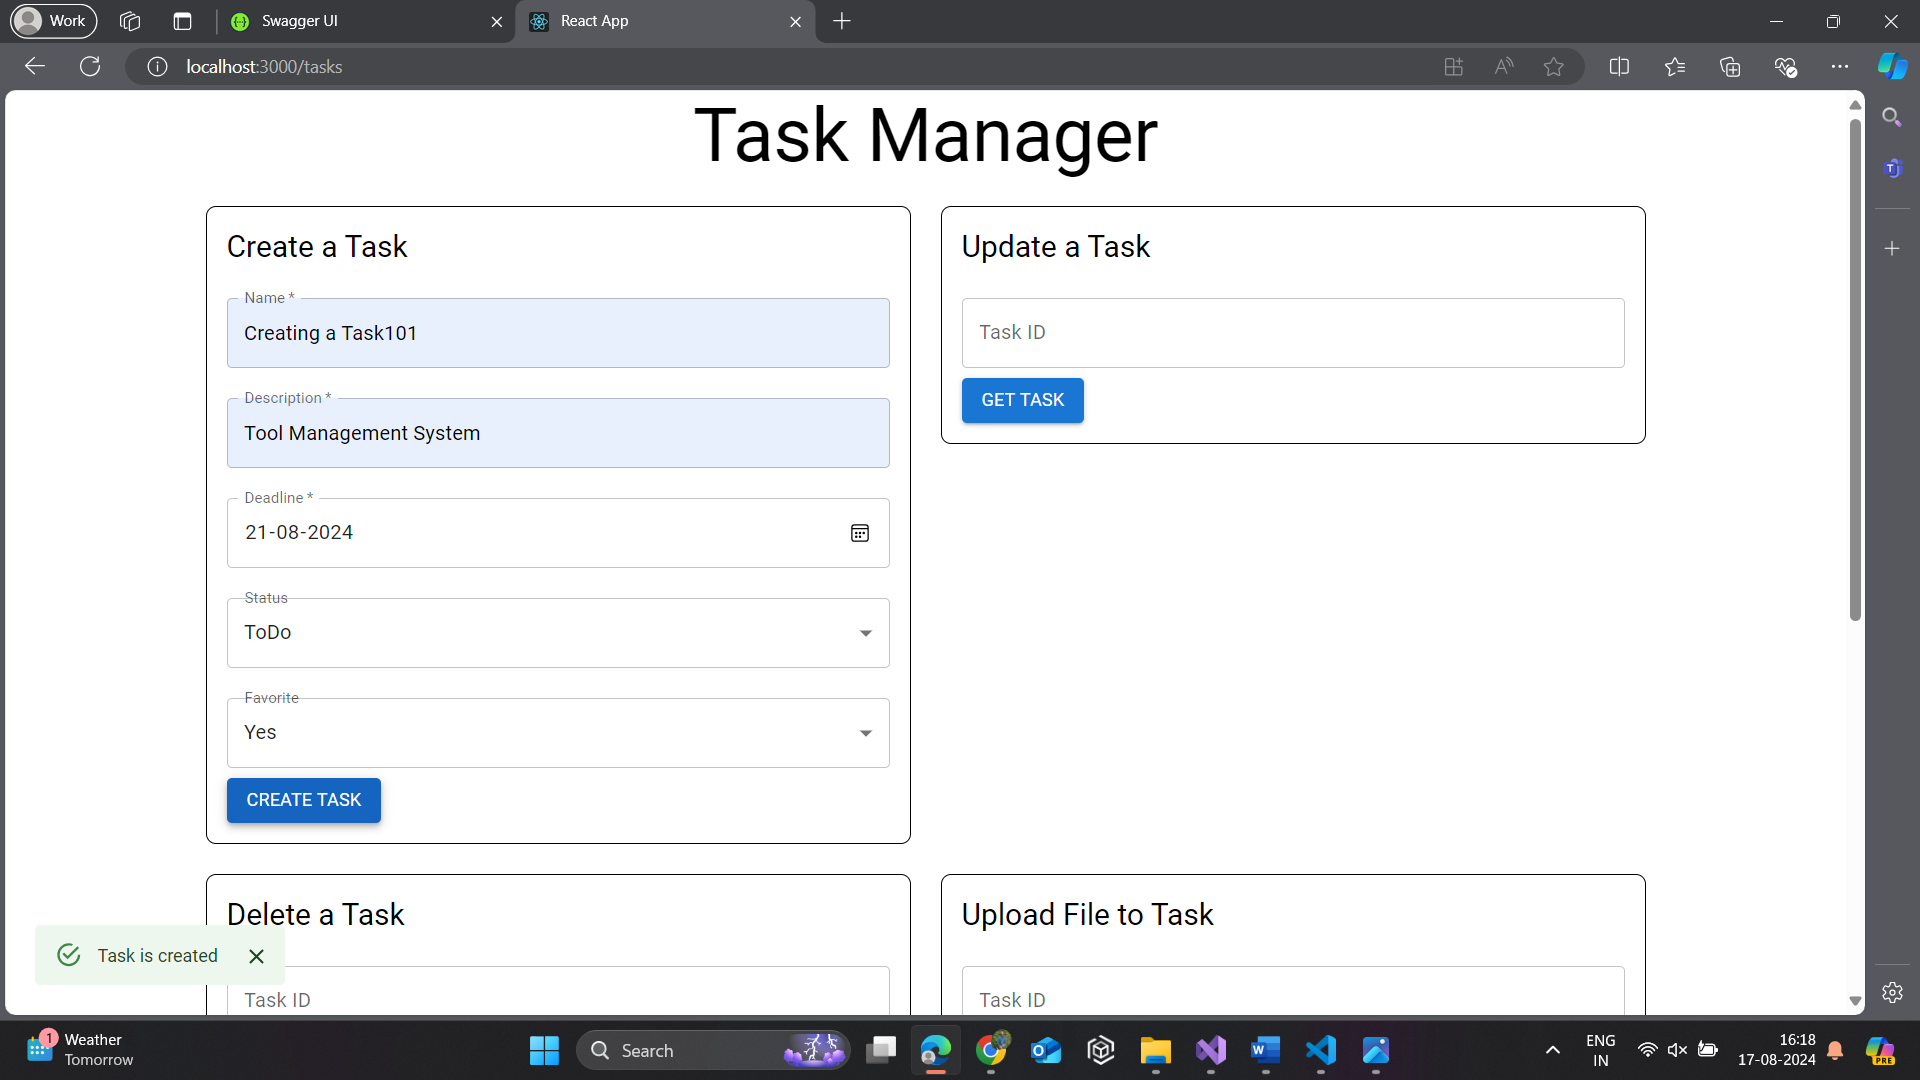 Work
Swagger UI
React App
localhost:3000/tasks
Task Manager
Create a Task
Name *
Creating a Task101
Description *
Tool Management System
Deadline *
21-08-2024
Status
ToDo
Favorite
Yes
CREATE TASK
Update a Task
Task ID
GET TASK
Delete a Task
Task ID
Upload File to Task
Task ID
Task is created
1
Weather
Tomorrow
Search
ENG
IN
16:18
17-08-2024
PRE